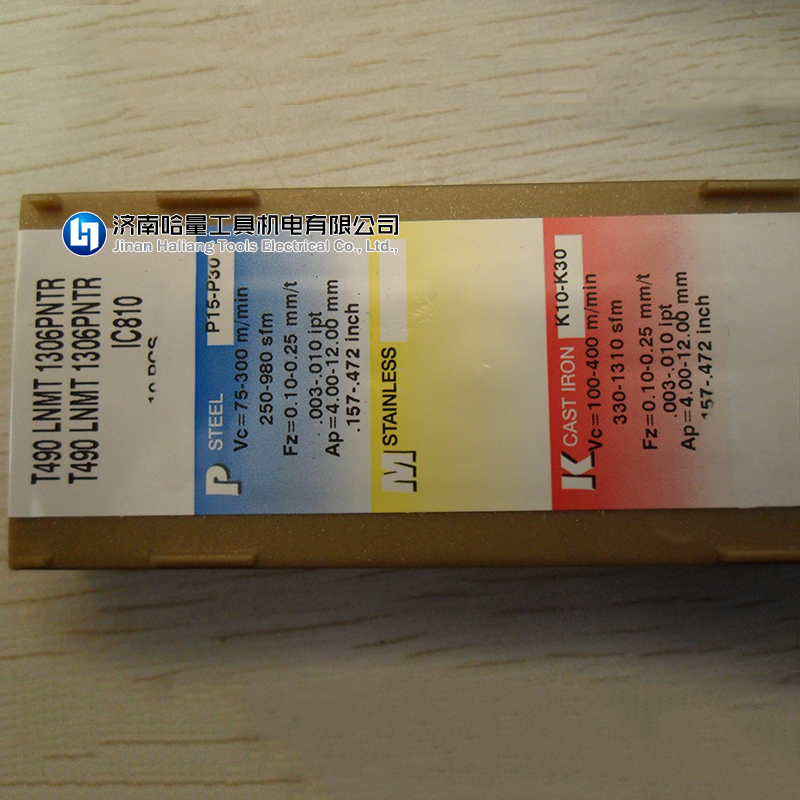 济南哈量工具机电有限公司
Jinan Haliang Tools Electrical Co., Ltd.,
T490 LNMT 1306PNTR
T490 LNMT 1306PNTR
IC810
10 PCS
P STEEL P15-P30
Vc=75-300 m/min
250-980 sfm
Fz=0.10-0.25 mm/t
.003-.010 ipt
Ap=4.00-12.00 mm
.157-.472 inch
M STAINLESS
K CAST IRON K10-K30
Vc=100-400 m/min
330-1310 sfm
Fz=0.10-0.25 mm/t
.003-.010 ipt
Ap=4.00-12.00 mm
.157-.472 inch